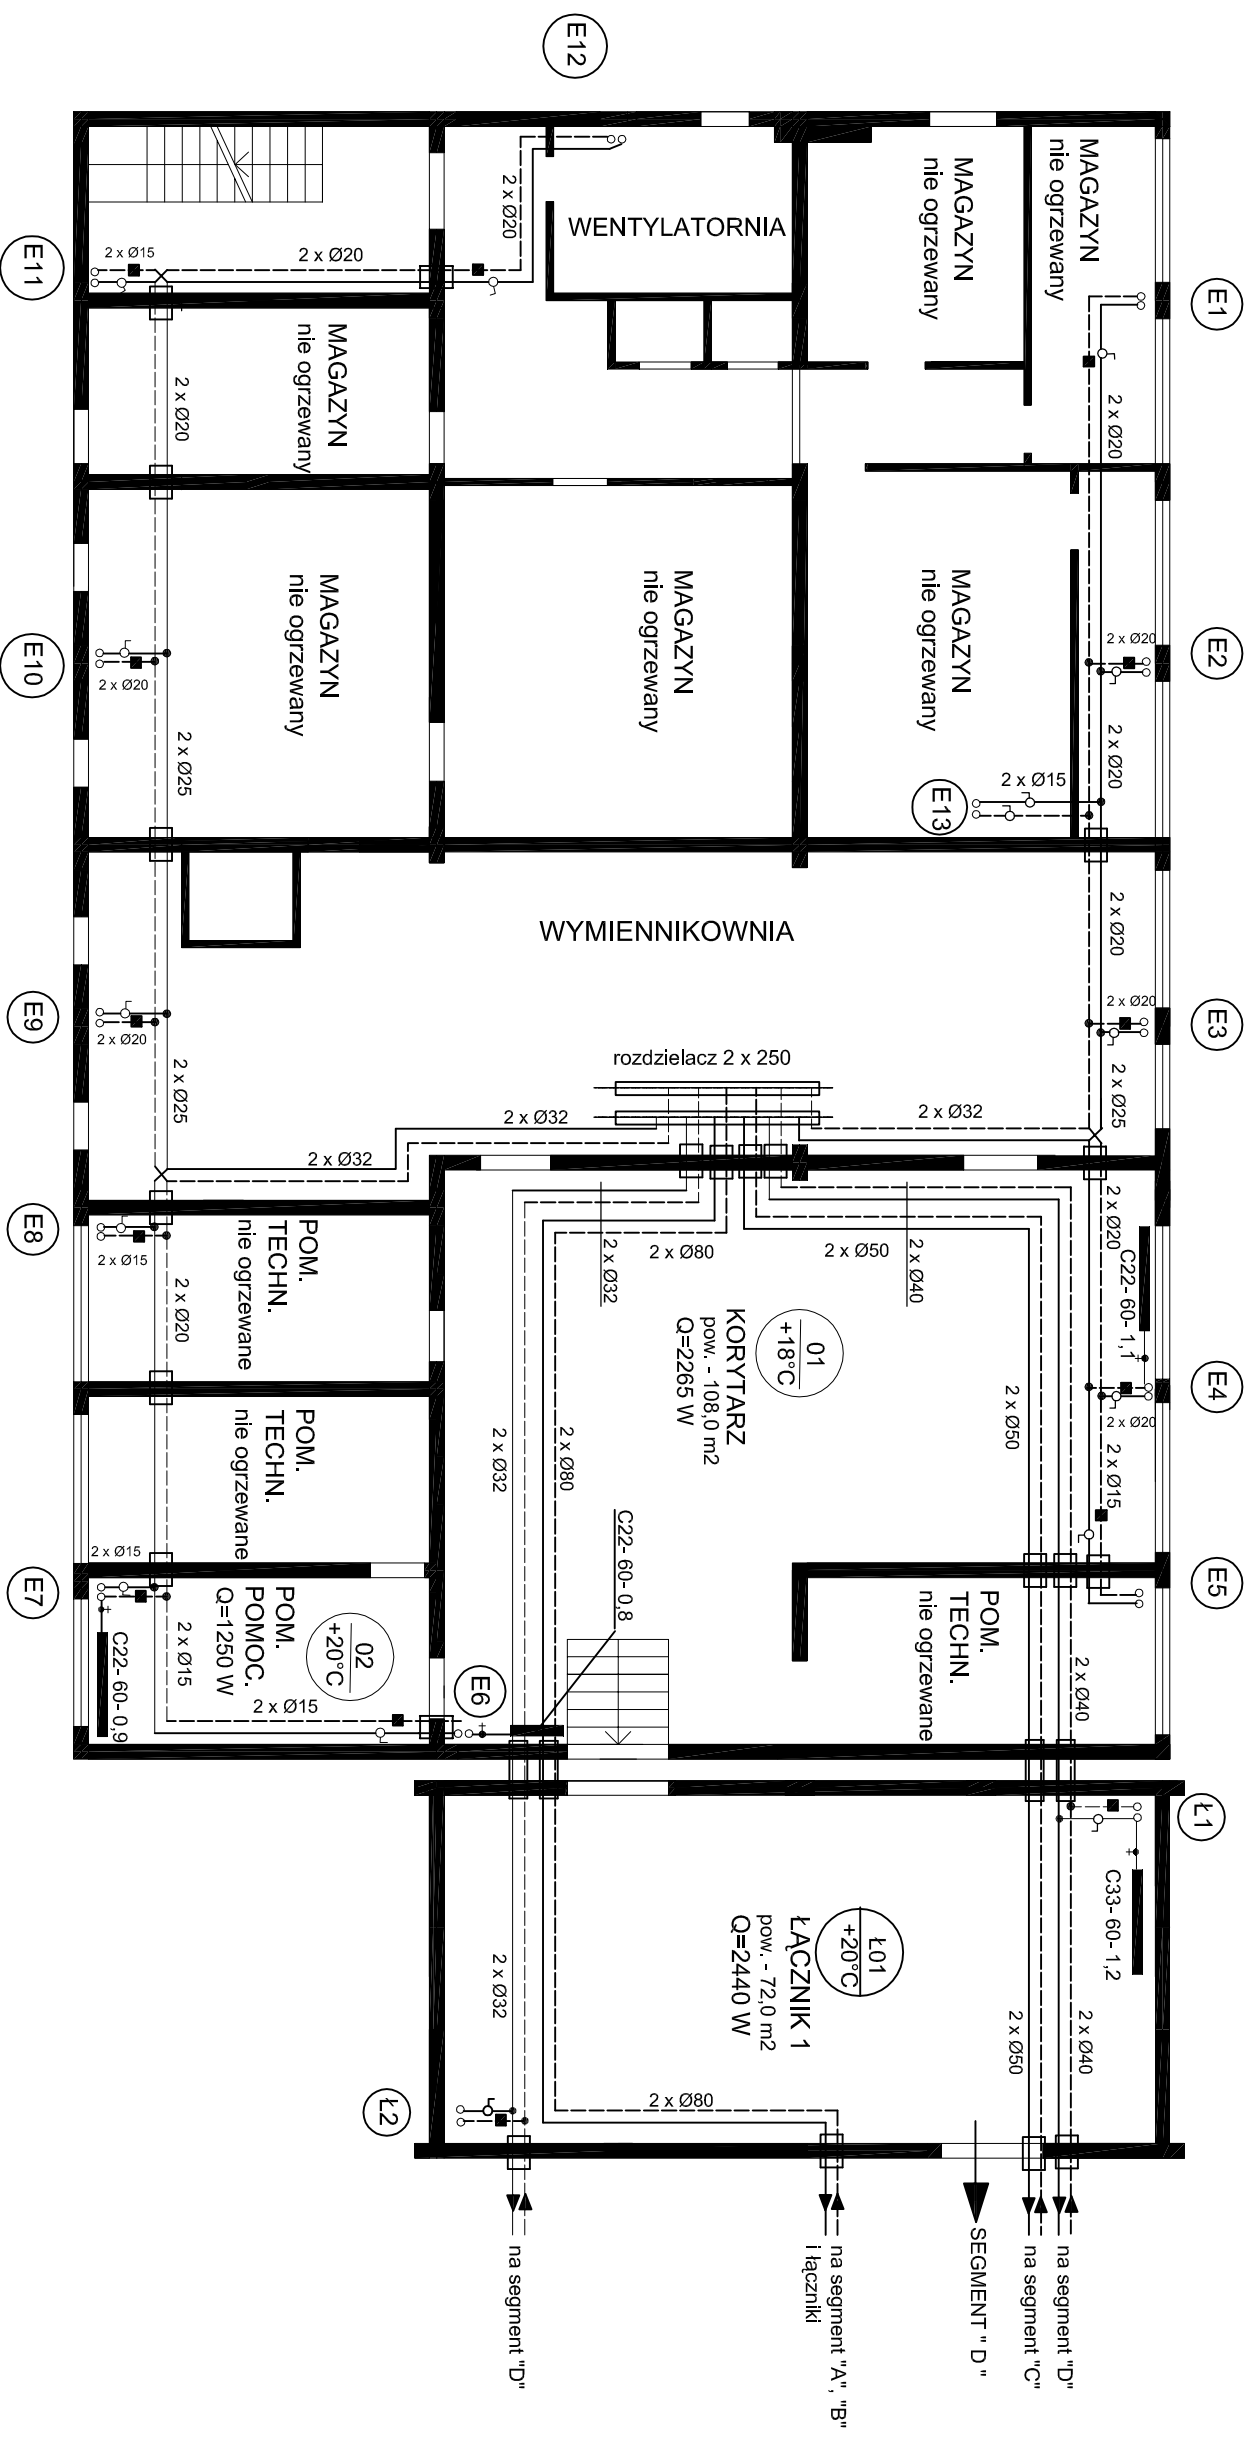 E12
E11
E10
E9
E8
E7
E6
E1
E2
E3
E4
E5
E13
Ł1
Ł2
MAGAZYN
nie ogrzewany
MAGAZYN
nie ogrzewany
WENTYLATORNIA
2 x Ø20
2 x Ø15
2 x Ø20
MAGAZYN
nie ogrzewany
2 x Ø20
2 x Ø20
MAGAZYN
nie ogrzewany
MAGAZYN
nie ogrzewany
MAGAZYN
nie ogrzewany
2 x Ø20
2 x Ø20
2 x Ø20
2 x Ø25
2 x Ø15
WYMIENNIKOWNIA
2 x Ø20
2 x Ø20
2 x Ø20
2 x Ø25
2 x Ø25
rozdzielacz 2 x 250
2 x Ø32
2 x Ø32
2 x Ø32
2 x Ø80
2 x Ø50
2 x Ø32
2 x Ø40
2 x Ø20
C22- 60- 1,1
2 x Ø15
POM.
TECHN.
nie ogrzewane
2 x Ø20
01
+18°C
KORYTARZ
pow. - 108,0 m2
Q=2265 W
2 x Ø20
2 x Ø15
2 x Ø50
2 x Ø80
2 x Ø32
POM.
TECHN.
nie ogrzewane
2 x Ø15
C22- 60- 0,8
POM.
TECHN.
nie ogrzewane
02
+20°C
POM.
POMOC.
Q=1250 W
2 x Ø15
2 x Ø15
C22- 60- 0,9
2 x Ø40
C33- 60- 1,2
Ł01
+20°C
ŁĄCZNIK 1
pow. - 72,0 m2
Q=2440 W
2 x Ø32
2 x Ø50
2 x Ø40
2 x Ø80
na segment "D"
na segment "C"
SEGMENT " D "
na segment "A", "B"
i łączniki
na segment "D"